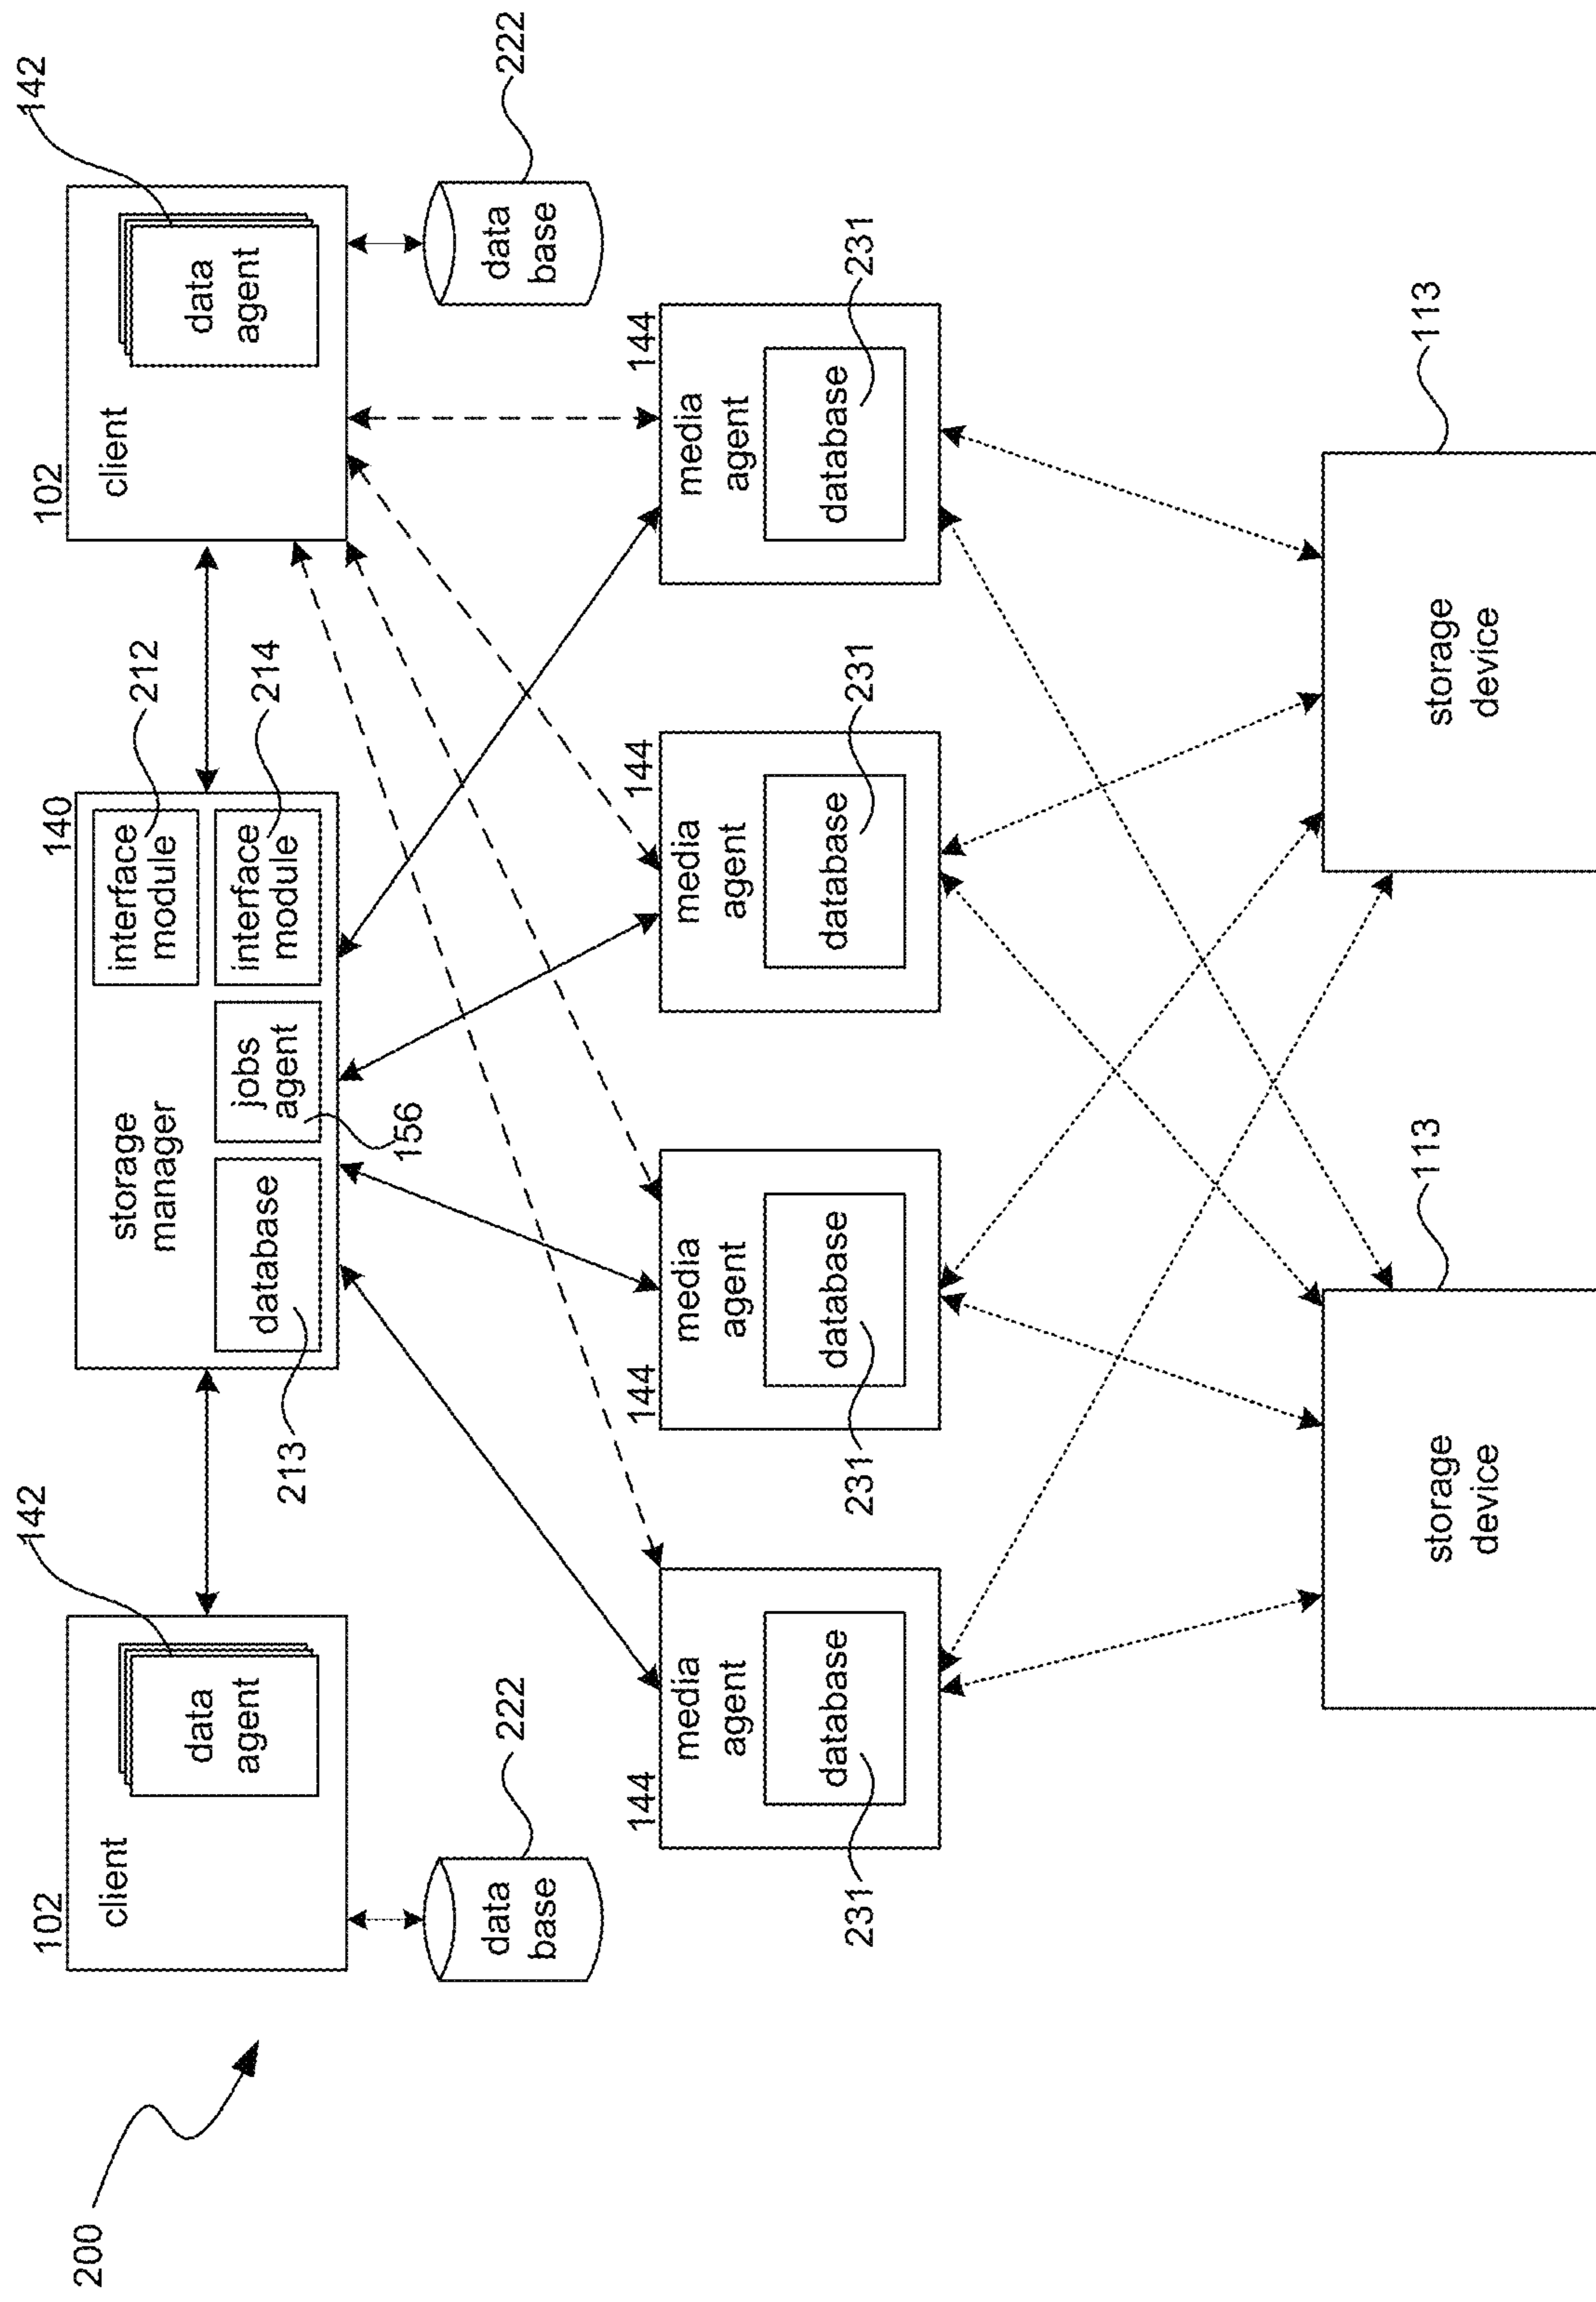 200
102
client
data
agent
142
data
base
222
140
storage
manager
database
213
jobs
agent
156
interface
module
212
interface
module
214
102
client
data
agent
142
data
base
222
144
media
agent
database
231
144
media
agent
database
231
144
media
agent
database
231
144
media
agent
database
231
storage
device
113
storage
device
113